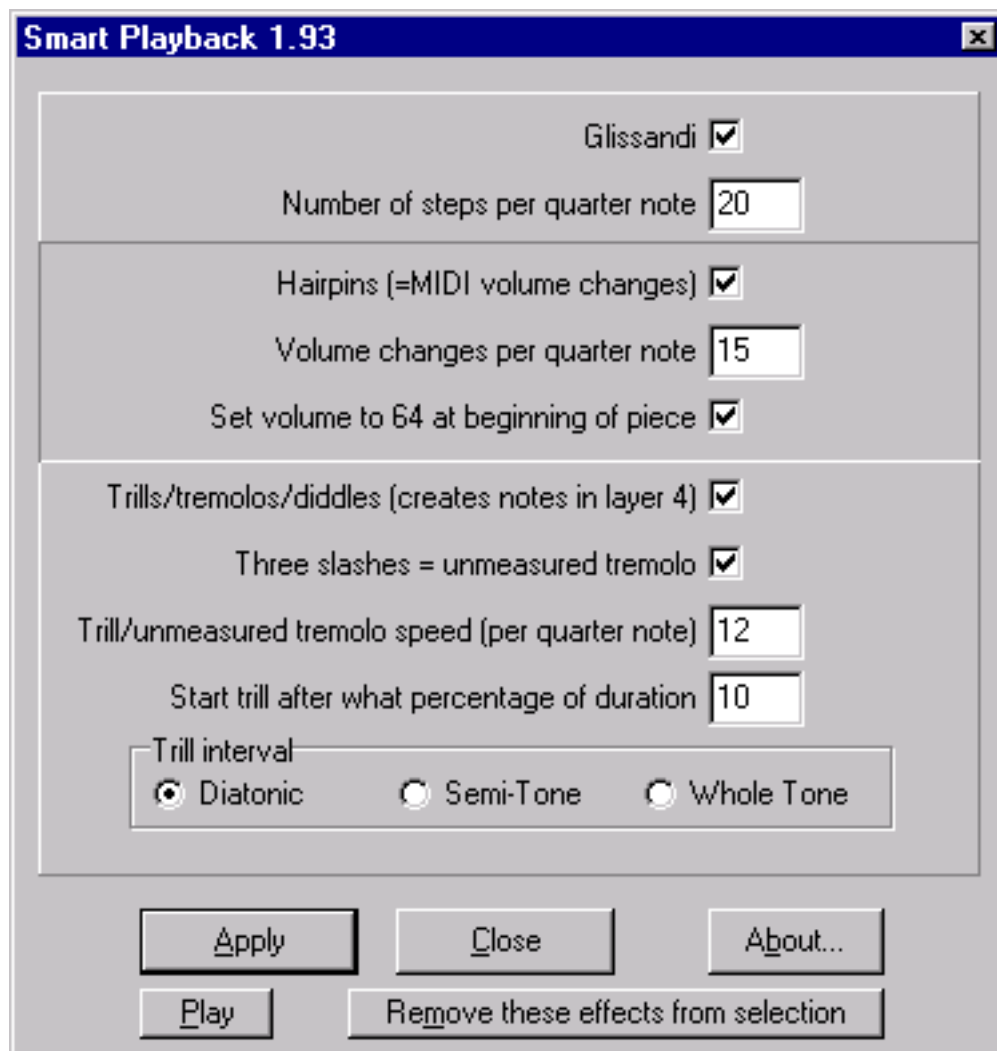 Smart Playback 1.93
Glissandi
Number of steps per quarter note 20
Hairpins (=MIDI volume changes)
Volume changes per quarter note 15
Set volume to 64 at beginning of piece
Trills/tremolos/diddles (creates notes in layer 4)
Three slashes = unmeasured tremolo
Trill/unmeasured tremolo speed (per quarter note) 12
Start trill after what percentage of duration 10
Trill interval
Diatonic Semi-Tone Whole Tone
Apply Close About...
Play Remove these effects from selection